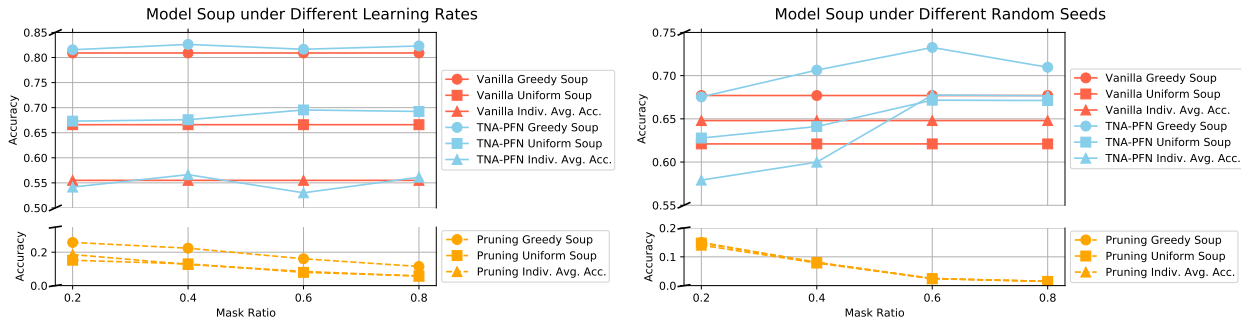 Model Soup under Different Learning Rates
0.85
0.80
0.75
0.70
0.65
0.60
0.55
0.50
Accuracy
Vanilla Greedy Soup
Vanilla Uniform Soup
Vanilla Indiv. Avg. Acc.
TNA-PFN Greedy Soup
TNA-PFN Uniform Soup
TNA-PFN Indiv. Avg. Acc.
0.2
0.0
Accuracy
Pruning Greedy Soup
Pruning Uniform Soup
Pruning Indiv. Avg. Acc.
0.2 0.4 0.6 0.8
Mask Ratio
Model Soup under Different Random Seeds
0.75
0.70
0.65
0.60
0.55
Accuracy
Vanilla Greedy Soup
Vanilla Uniform Soup
Vanilla Indiv. Avg. Acc.
TNA-PFN Greedy Soup
TNA-PFN Uniform Soup
TNA-PFN Indiv. Avg. Acc.
0.2
0.1
0.0
Accuracy
Pruning Greedy Soup
Pruning Uniform Soup
Pruning Indiv. Avg. Acc.
0.2 0.4 0.6 0.8
Mask Ratio